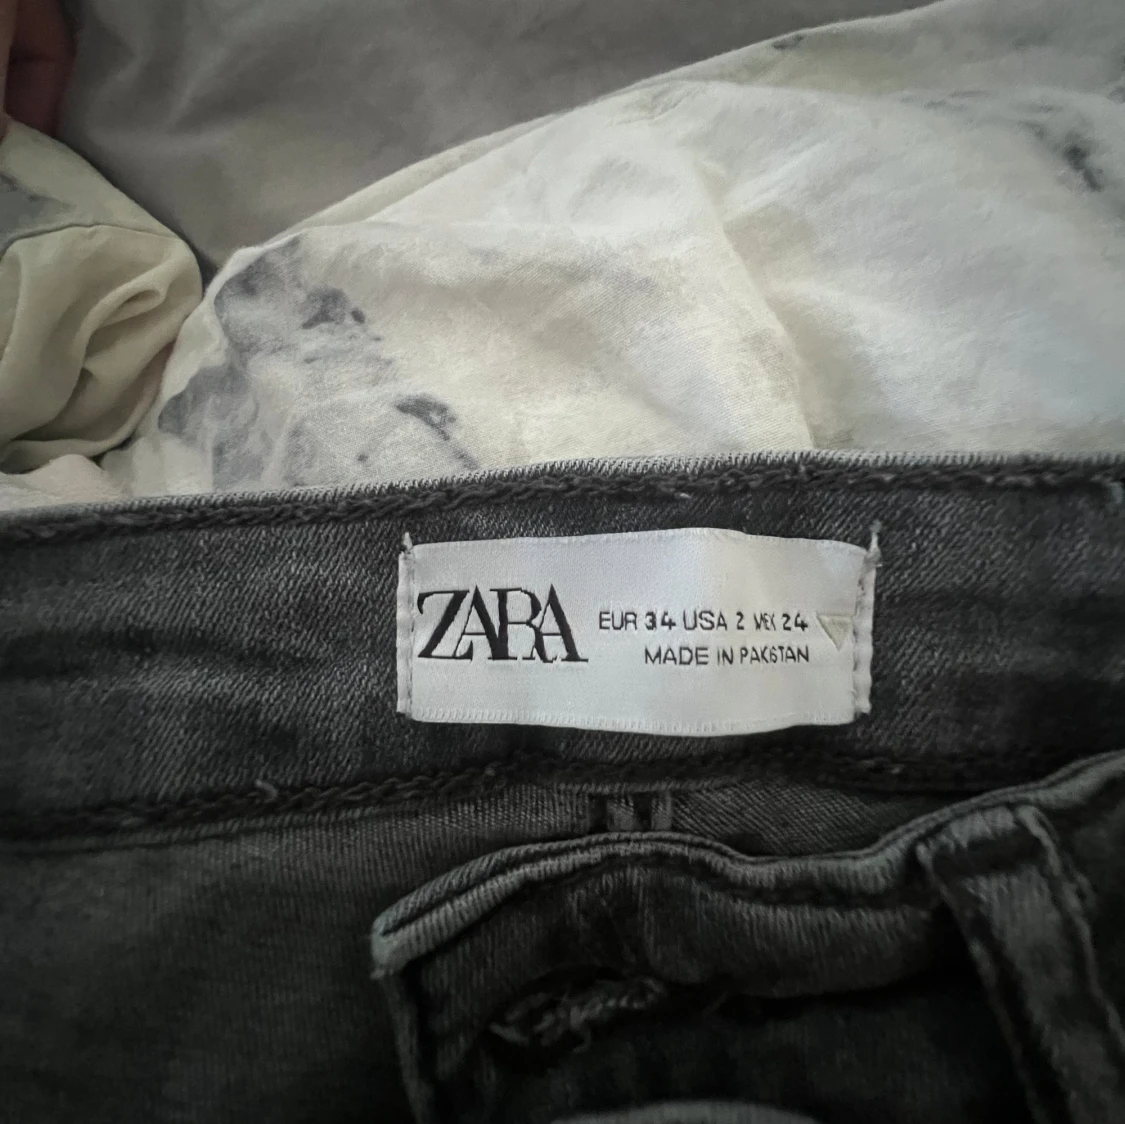 ZARA
EUR 34 USA 2 MEX 24
MADE IN PAKISTAN